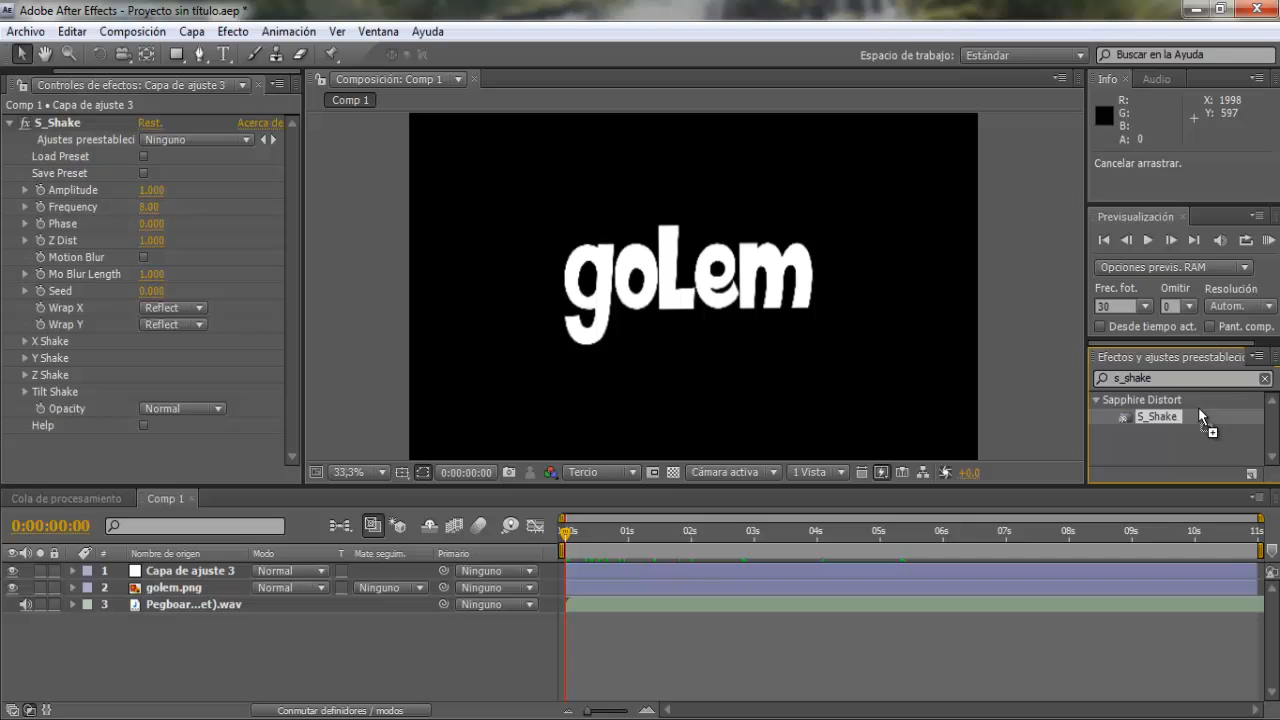 Adobe After Effects - Proyecto sin título.aep *
Archivo Editar Composición Capa Efecto Animación Ver Ventana Ayuda
Espacio de trabajo: Estándar Buscar en la Ayuda
Controles de efectos: Capa de ajuste 3
Comp 1 • Capa de ajuste 3
S_Shake Rest. Acerca de
Ajustes preestableci Ninguno
Load Preset
Save Preset
Amplitude 1.000
Frequency 8.00
Phase 0.000
Z Dist 1.000
Motion Blur
Mo Blur Length 1.000
Seed 0.000
Wrap X Reflect
Wrap Y Reflect
X Shake
Y Shake
Z Shake
Tilt Shake
Opacity Normal
Help
Composición: Comp 1
Comp 1
goLem
33,3% 0:00:00:00 Tercio Cámara activa 1 Vista +0,0
Info Audio
R: X: 1998
G: Y: 597
B:
A: 0
Cancelar arrastrar.
Previsualización
Opciones previs. RAM
Frec. fot. Omitir Resolución
30 0 Autom.
Desde tiempo act. Pant. comp.
Efectos y ajustes preestablecic
s_shake
Sapphire Distort
S_Shake
Cola de procesamiento Comp 1
0:00:00:00
01s 02s 03s 04s 05s 06s 07s 08s 09s 10s 11s
# Nombre de origen Modo T Mate seguim. Primario
1 Capa de ajuste 3 Normal Ninguno
2 golem.png Normal Ninguno Ninguno
3 Pegboar...et).wav Ninguno
Conmutar definidores / modos